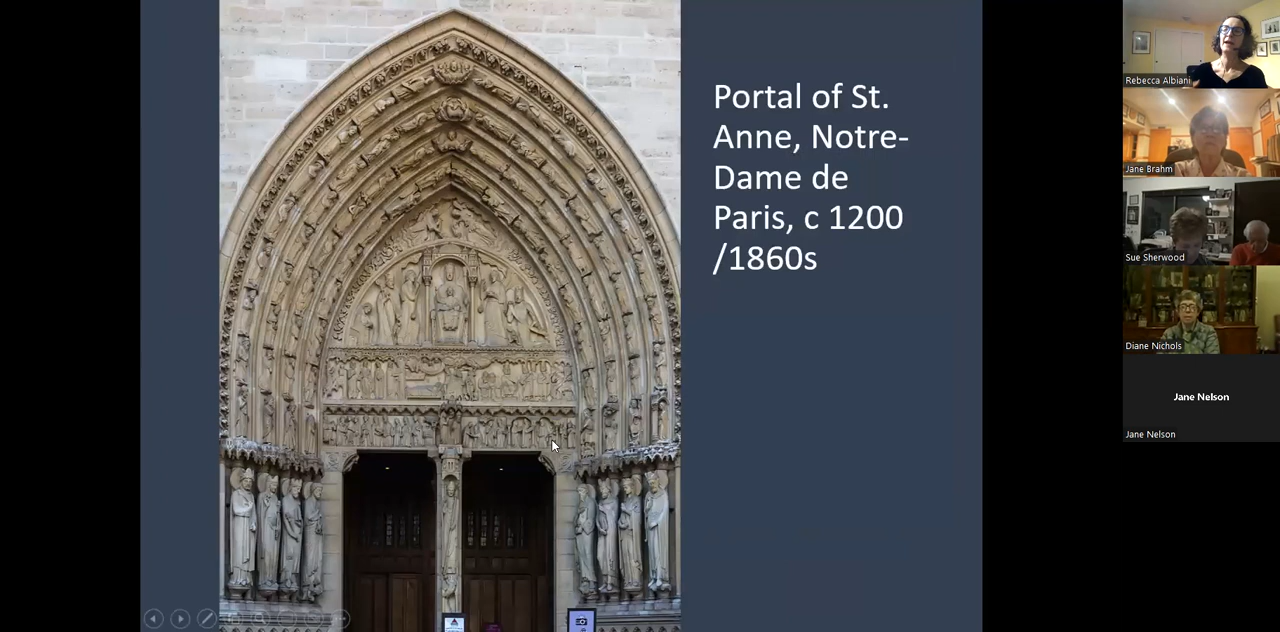 Portal of St.
Anne, Notre-
Dame de
Paris, c 1200
/1860s
Rebecca Albiani
Jane Brahm
Sue Sherwood
Diane Nichols
Jane Nelson
Jane Nelson